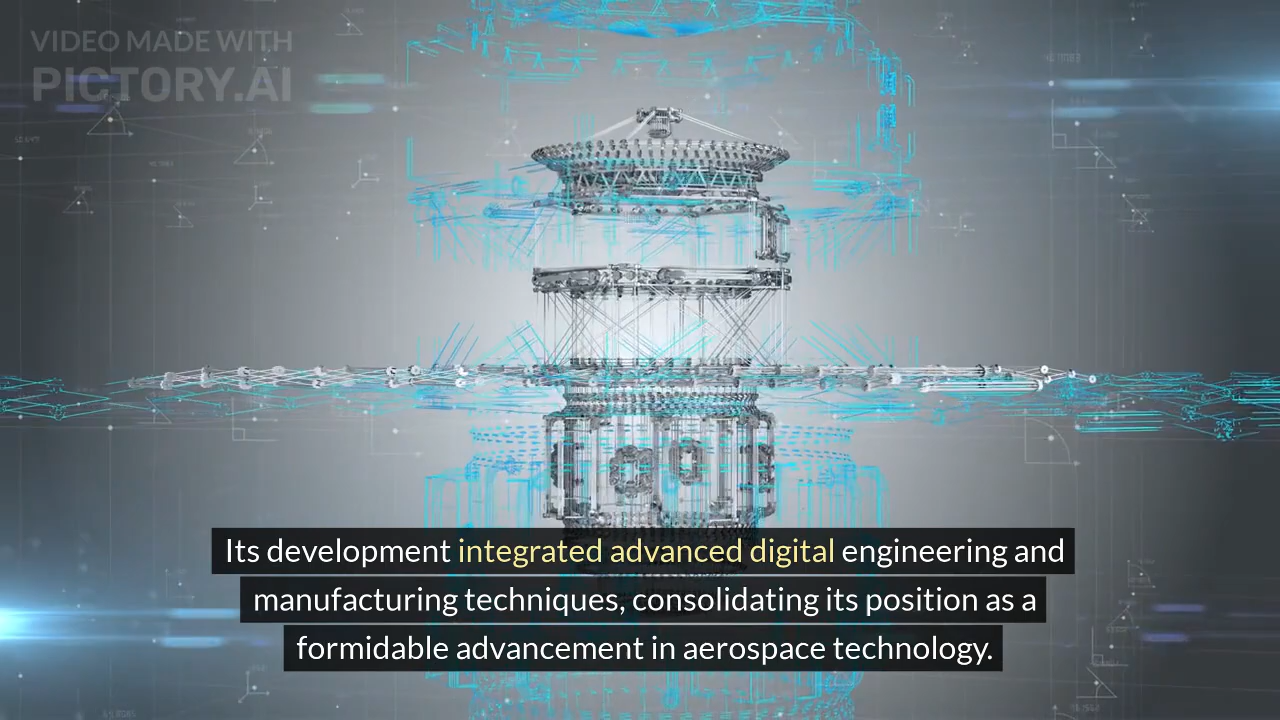 VIDEO MADE WITH
PICTORY.AI
Its development integrated advanced digital engineering and
manufacturing techniques, consolidating its position as a
formidable advancement in aerospace technology.